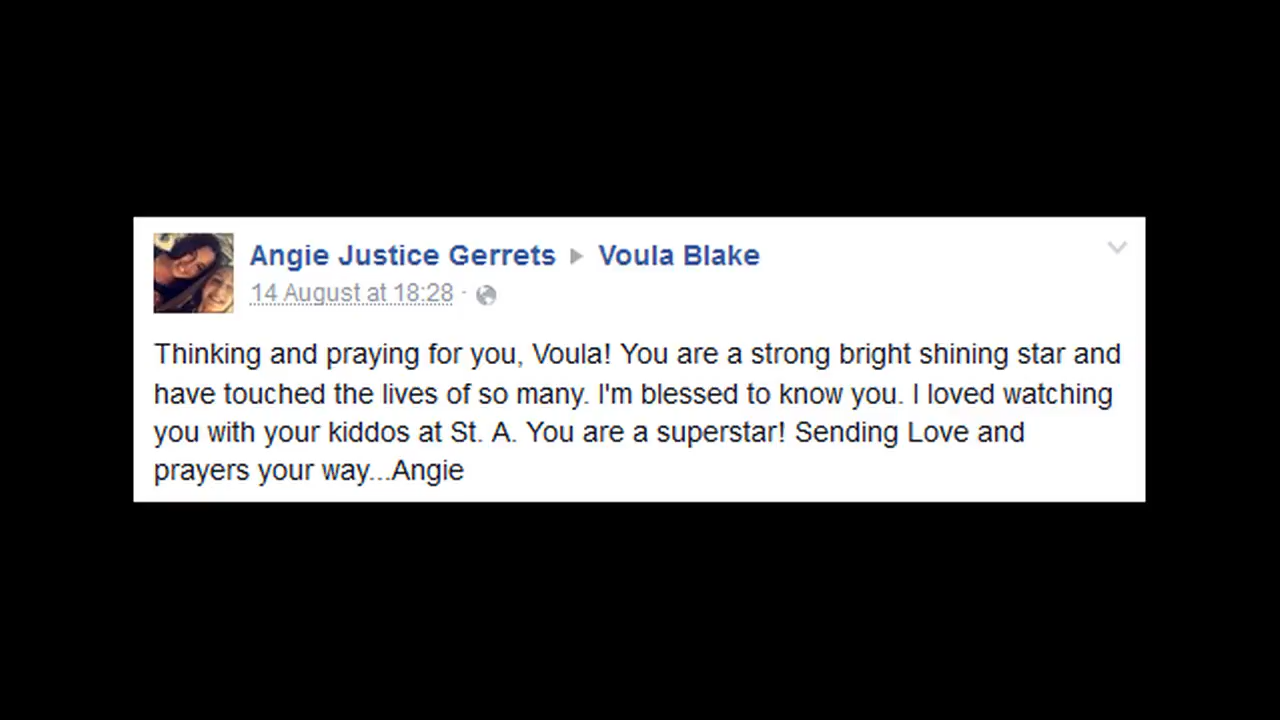 Angie Justice Gerrets ▶ Voula Blake
14 August at 18:28 ·
Thinking and praying for you, Voula! You are a strong bright shining star and
have touched the lives of so many. I'm blessed to know you. I loved watching
you with your kiddos at St. A. You are a superstar! Sending Love and
prayers your way...Angie